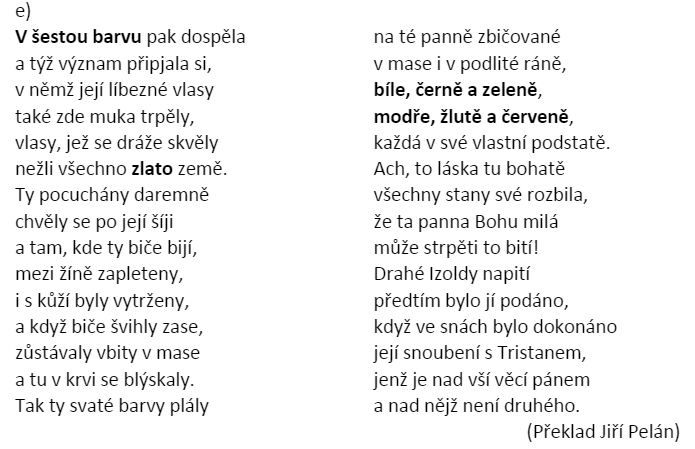 e)
V šestou barvu pak dospěla
a týž význam připjala si,
v němž její líbezné vlasy
také zde muka trpěly,
vlasy, jež se dráže skvěly
nežli všechno zlato země.
Ty pocuchány daremně
chvěly se po její šíji
a tam, kde ty biče bijí,
mezi žíně zapleteny,
i s kůží byly vytrženy,
a když biče švihly zase,
zůstávaly vbity v mase
a tu v krvi se blýskaly.
Tak ty svaté barvy plály
na té panně zbičované
v mase i v podlité ráně,
bíle, černě a zeleně,
modře, žlutě a červeně,
každá v své vlastní podstatě.
Ach, to láska tu bohatě
všechny stany své rozbila,
že ta panna Bohu milá
může strpěti to bití!
Drahé Izoldy napití
předtím bylo jí podáno,
když ve snách bylo dokonáno
její snoubení s Tristanem,
jenž je nad vší věcí pánem
a nad nějž není druhého.
(Překlad Jiří Pelán)